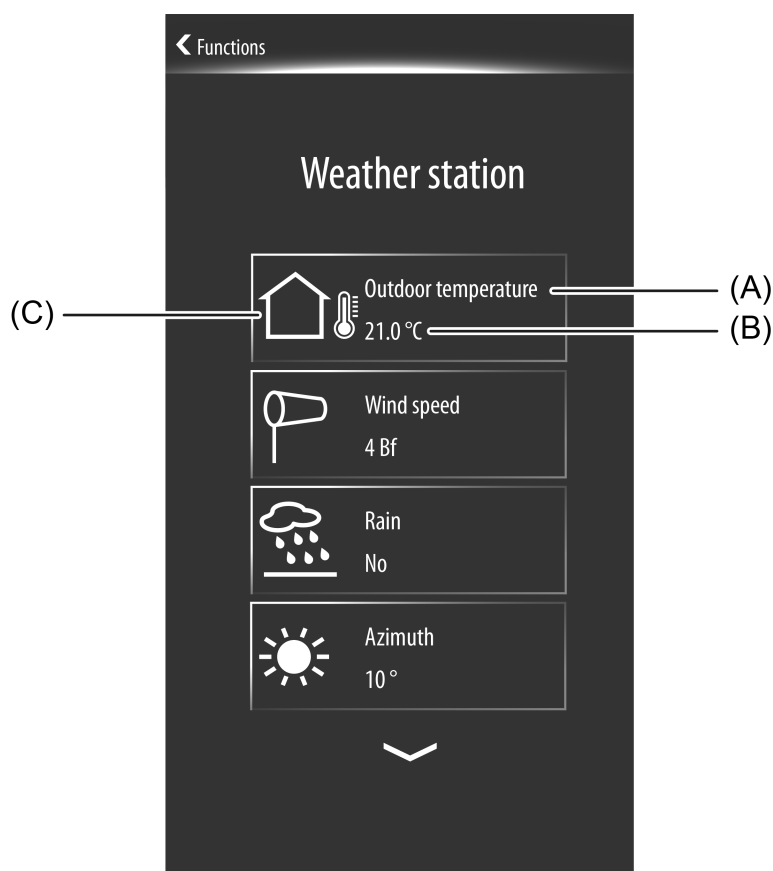 Functions
Weather station
Outdoor temperature
(A)
(C)
21.0 °C
(B)
Wind speed
4 Bf
Rain
No
Azimuth
10 °